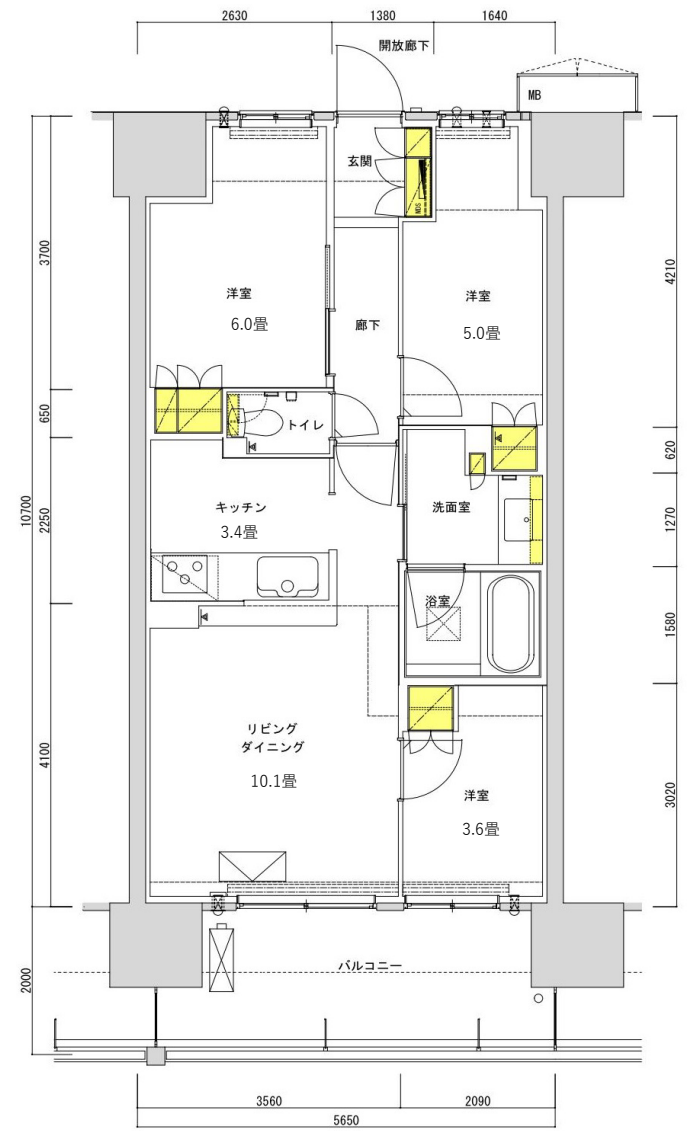 2630
1380
1640
開放廊下
MB
玄関
MDS
3700
4210
洋室
6.0畳
洋室
5.0畳
廊下
650
トイレ
620
10700
2250
キッチン
3.4畳
洗面室
1270
浴室
1580
4100
リビング
ダイニング
10.1畳
洋室
3.6畳
3020
バルコニー
2000
3560
2090
5650